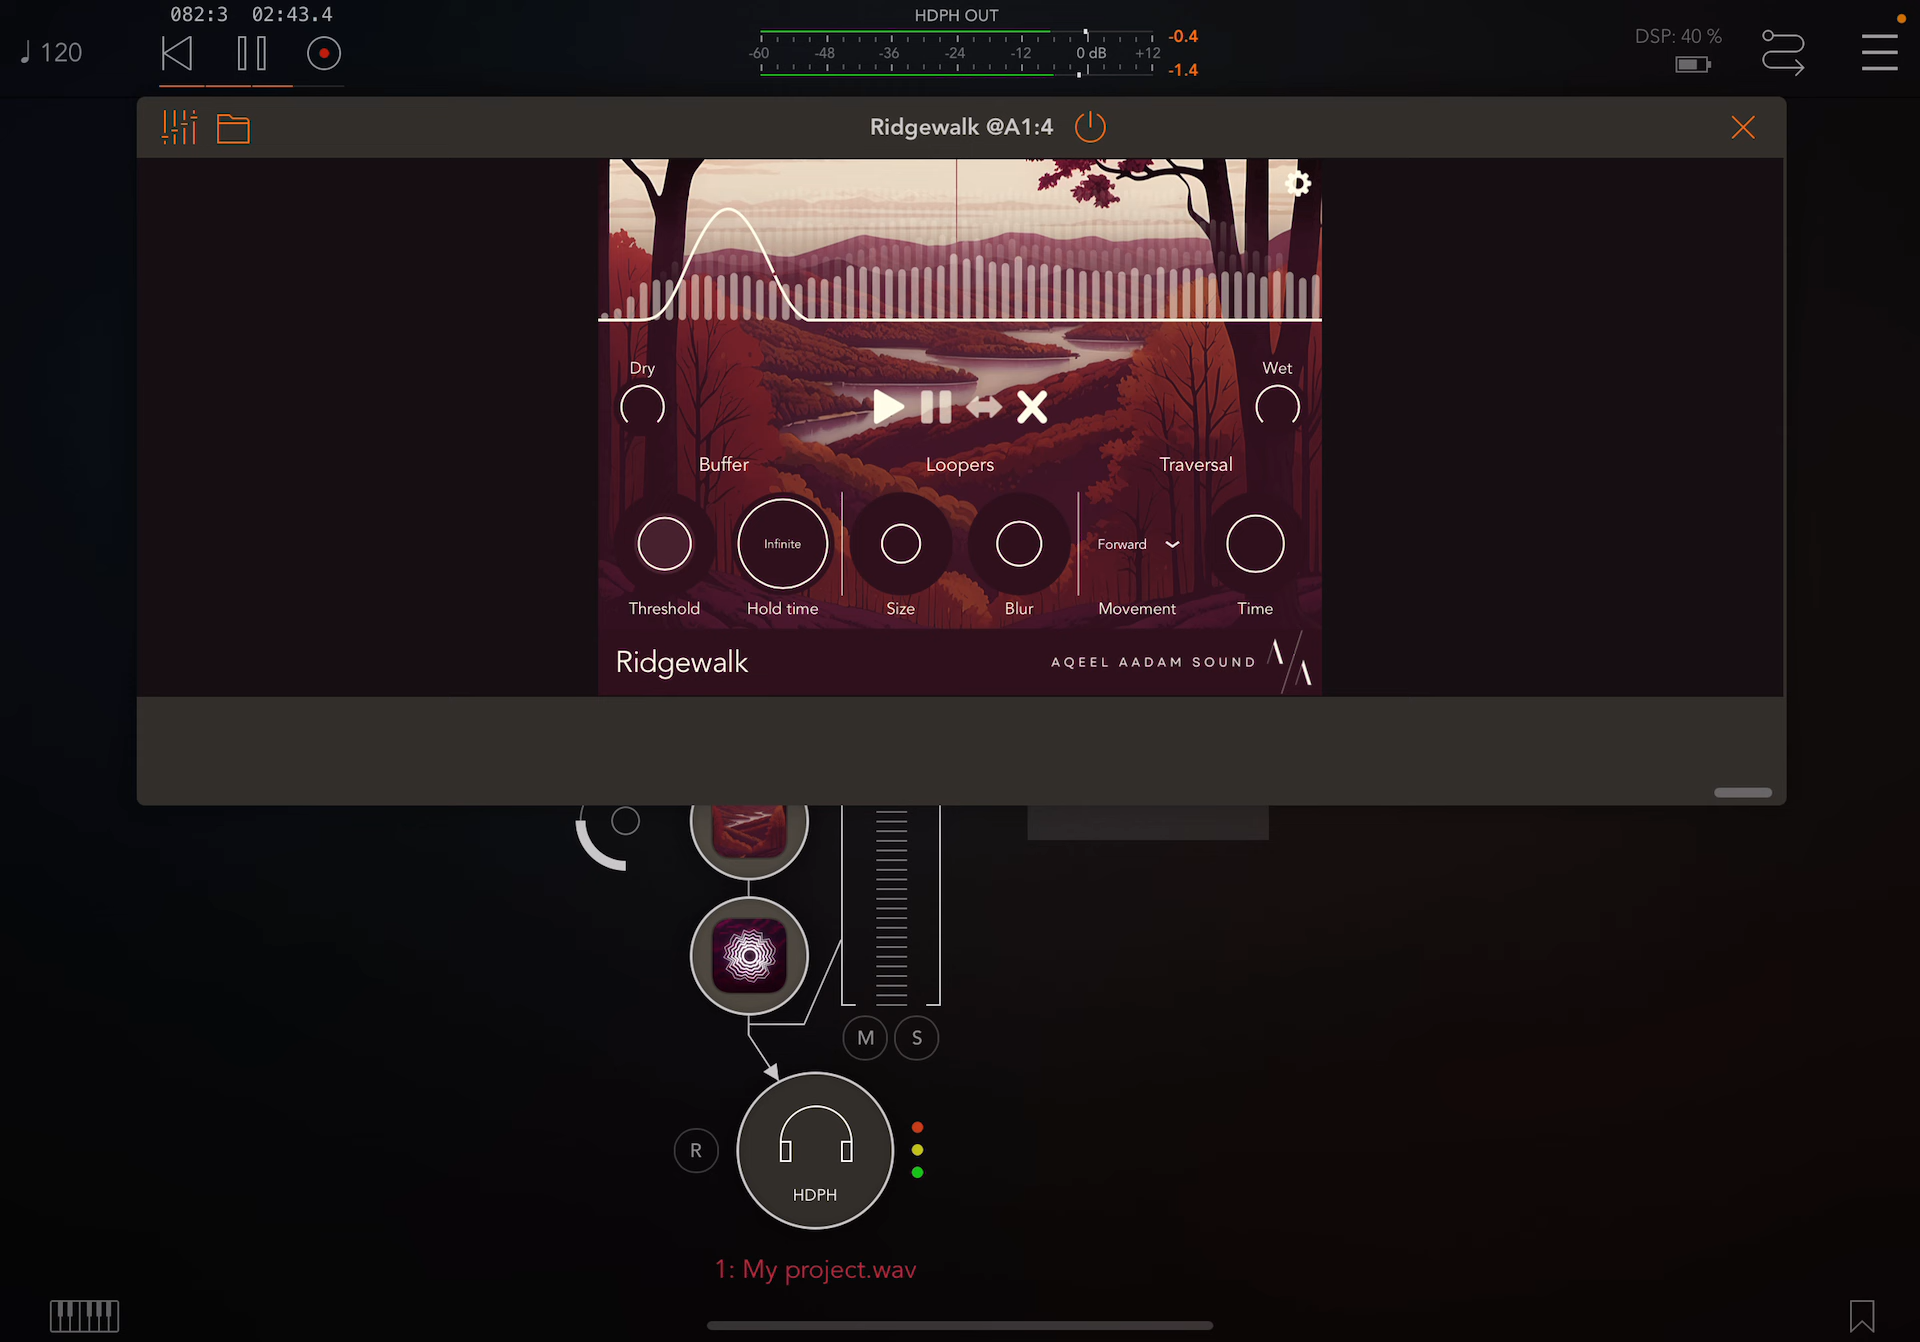 082:3 02:43.4
120
HDPH OUT
-60 -48 -36 -24 -12 0 dB +12
-0.4
-1.4
DSP: 40 %
Ridgewalk @A1:4
Dry
Wet
Buffer Loopers Traversal
Infinite
Forward
Threshold Hold time Size Blur Movement Time
Ridgewalk
AQEEL AADAM SOUND
M S
R
HDPH
1: My project.wav